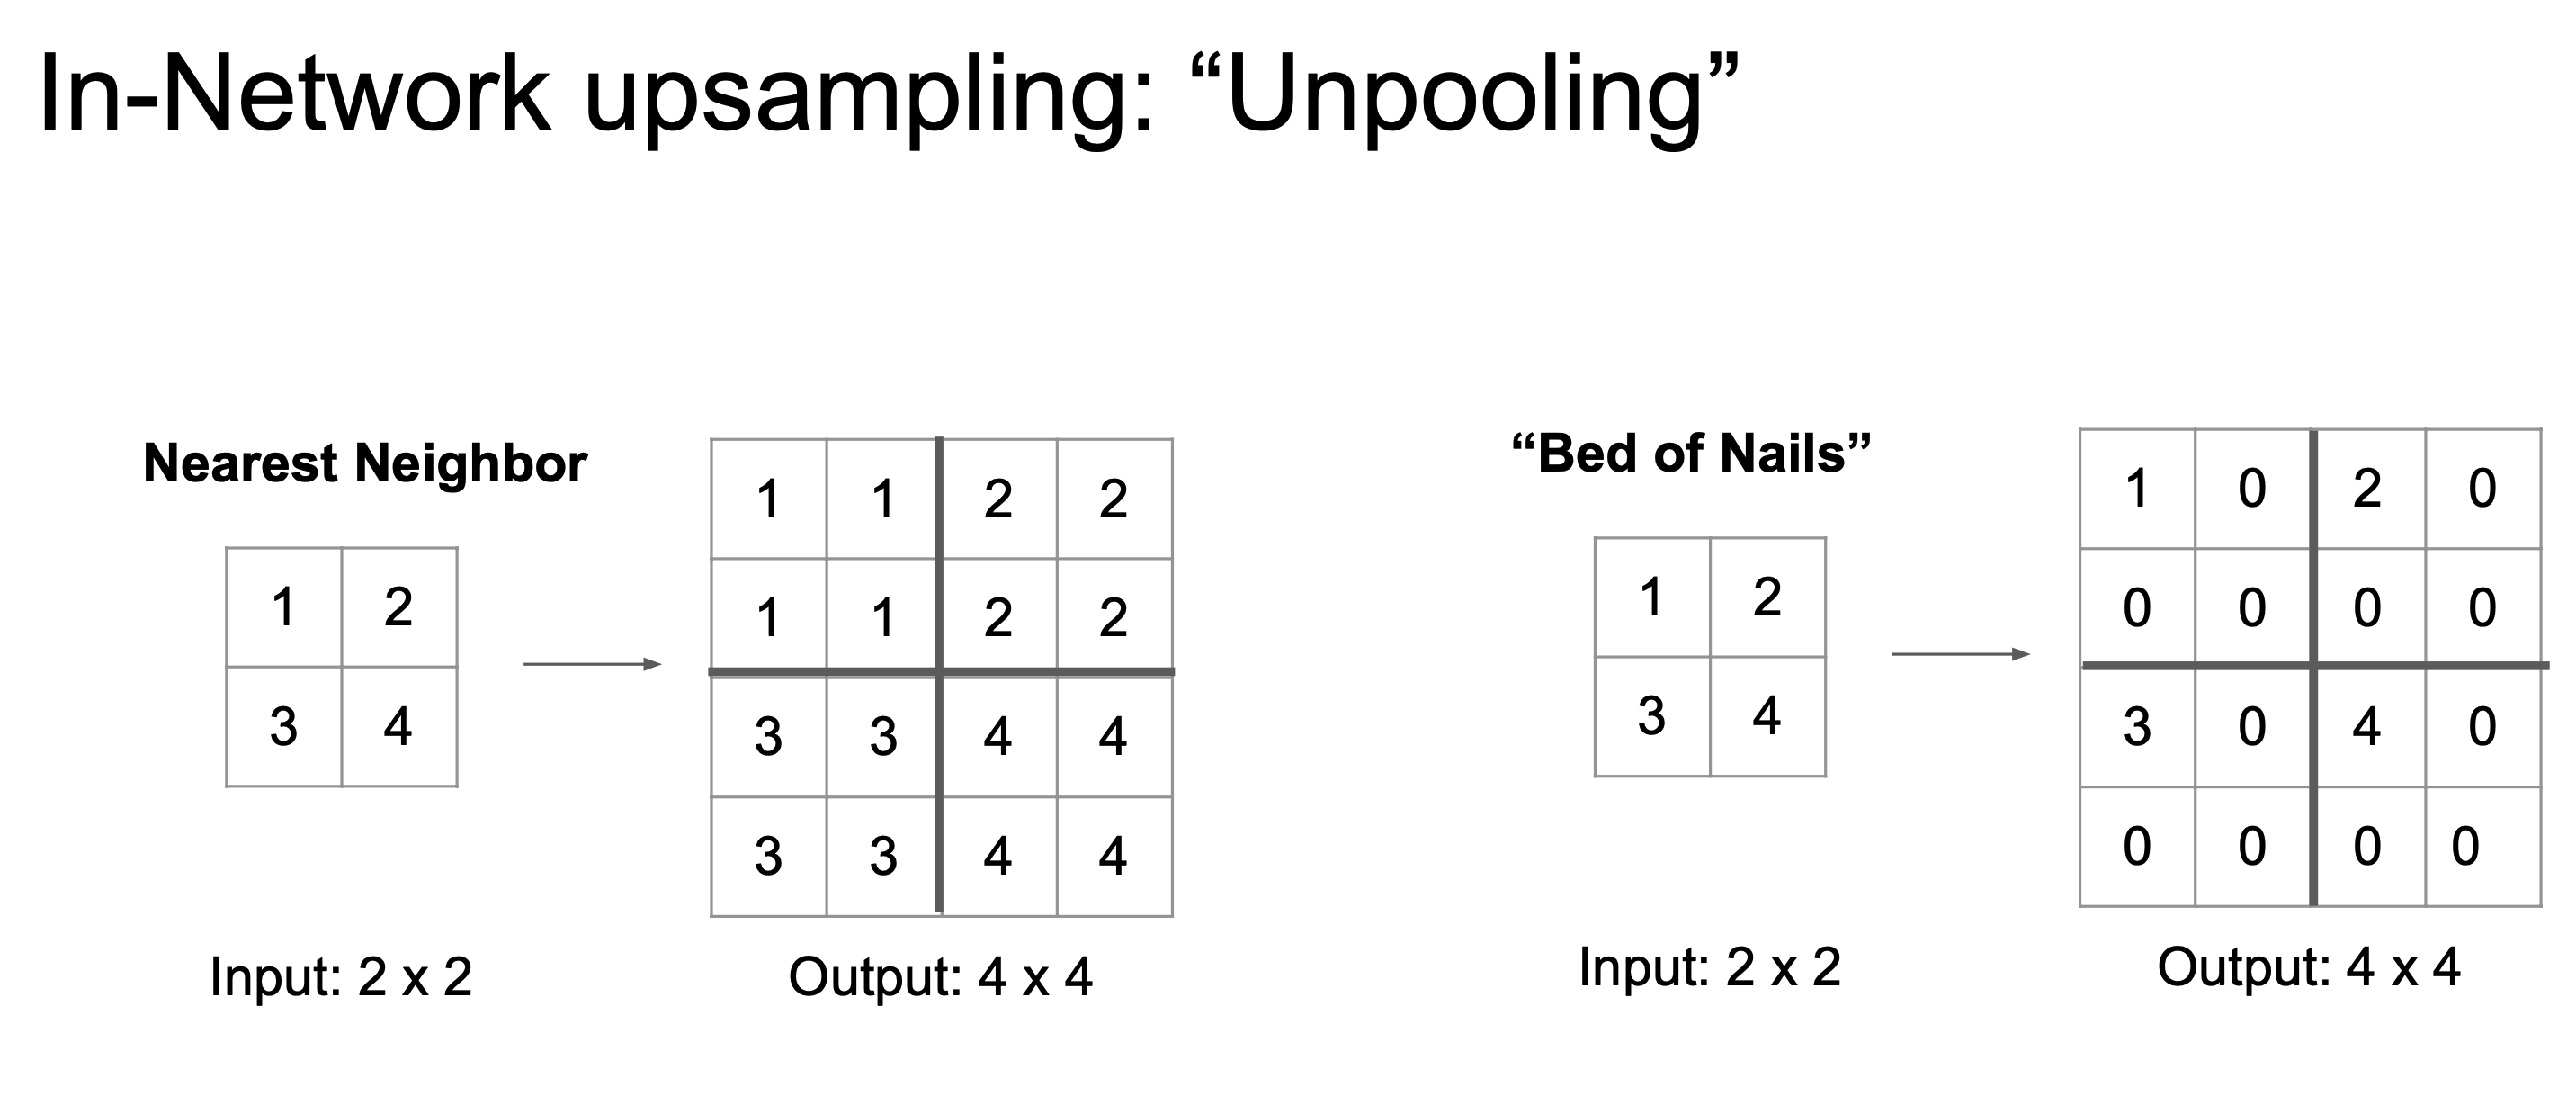 In-Network upsampling: “Unpooling”
Nearest Neighbor
1 2
3 4
Input: 2 x 2
1 1 2 2
1 1 2 2
3 3 4 4
3 3 4 4
Output: 4 x 4
“Bed of Nails”
1 2
3 4
Input: 2 x 2
1 0 2 0
0 0 0 0
3 0 4 0
0 0 0 0
Output: 4 x 4